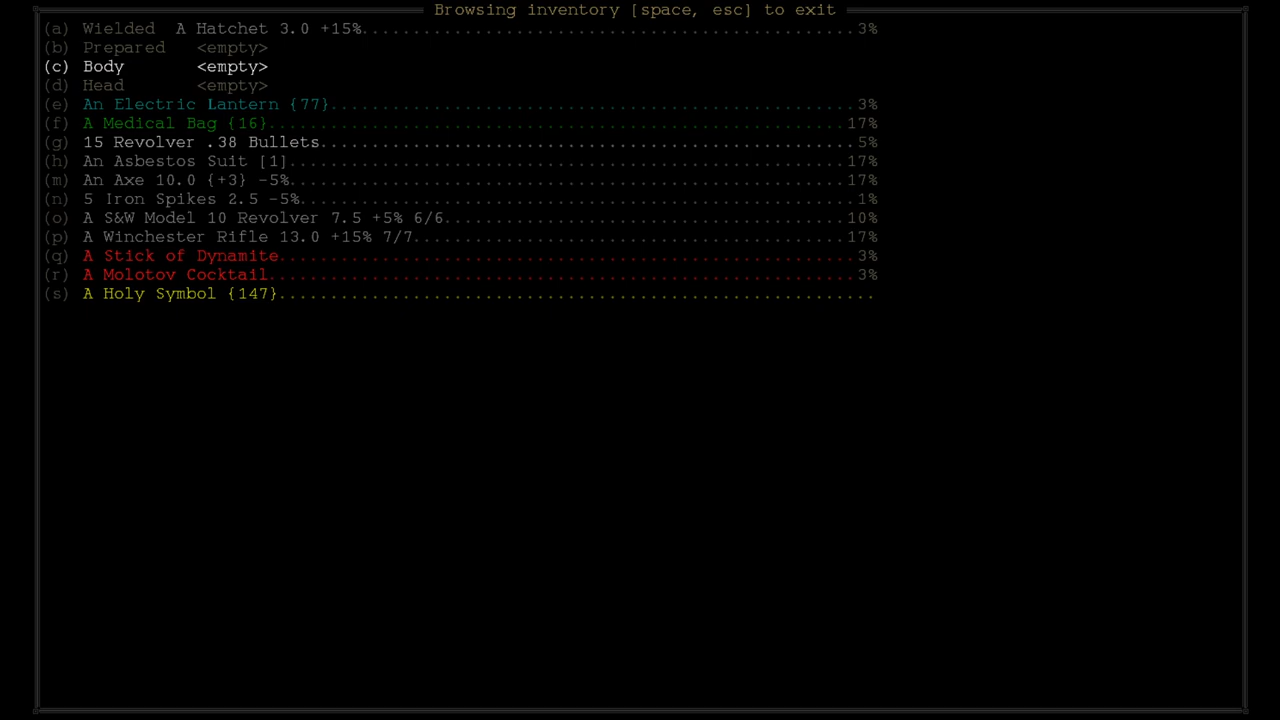 Browsing inventory [space, esc] to exit
(a) Wielded A Hatchet 3.0 +15%................................................3%
(b) Prepared <empty>
(c) Body <empty>
(d) Head <empty>
(e) An Electric Lantern {77}...................................................3%
(f) A Medical Bag {16}........................................................17%
(g) 15 Revolver .38 Bullets....................................................5%
(h) An Asbestos Suit [1]......................................................17%
(m) An Axe 10.0 {+3} -5%......................................................17%
(n) 5 Iron Spikes 2.5 -5%......................................................1%
(o) A S&W Model 10 Revolver 7.5 +5% 6/6.......................................10%
(p) A Winchester Rifle 13.0 +15% 7/7..........................................17%
(q) A Stick of Dynamite........................................................3%
(r) A Molotov Cocktail.........................................................3%
(s) A Holy Symbol {147}..........................................................